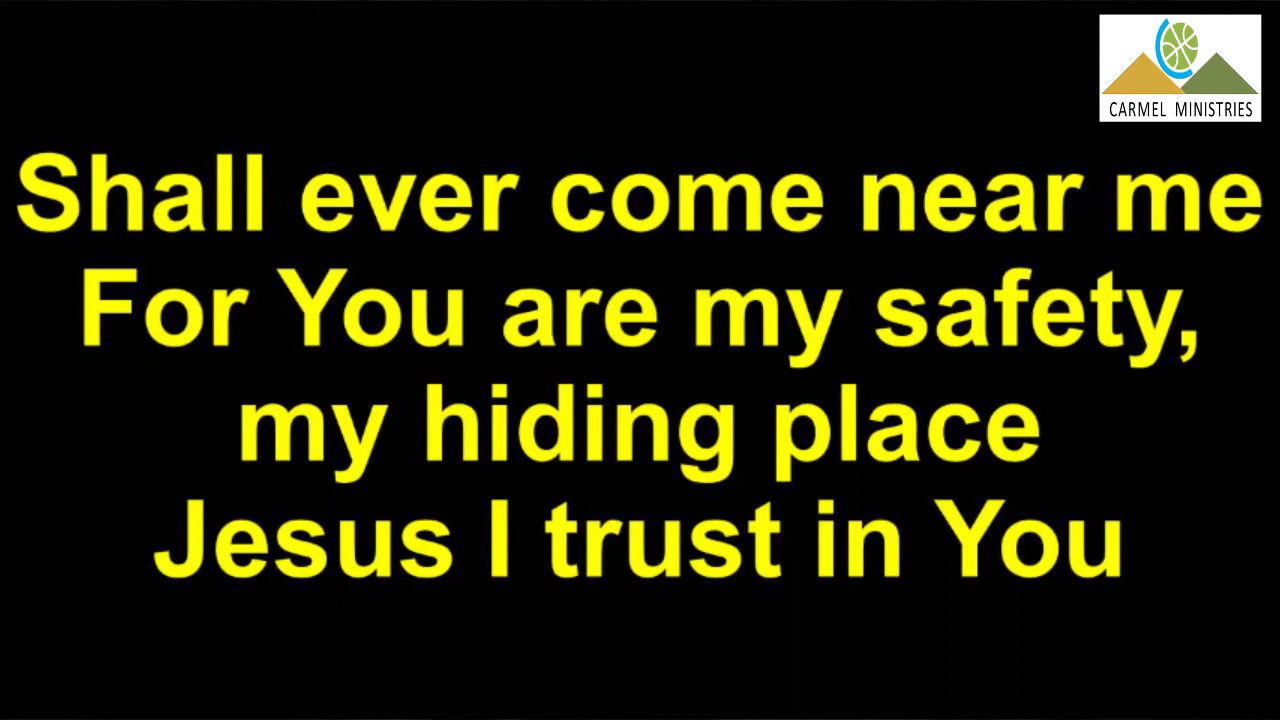 CARMEL MINISTRIES
Shall ever come near me
For You are my safety,
my hiding place
Jesus I trust in You